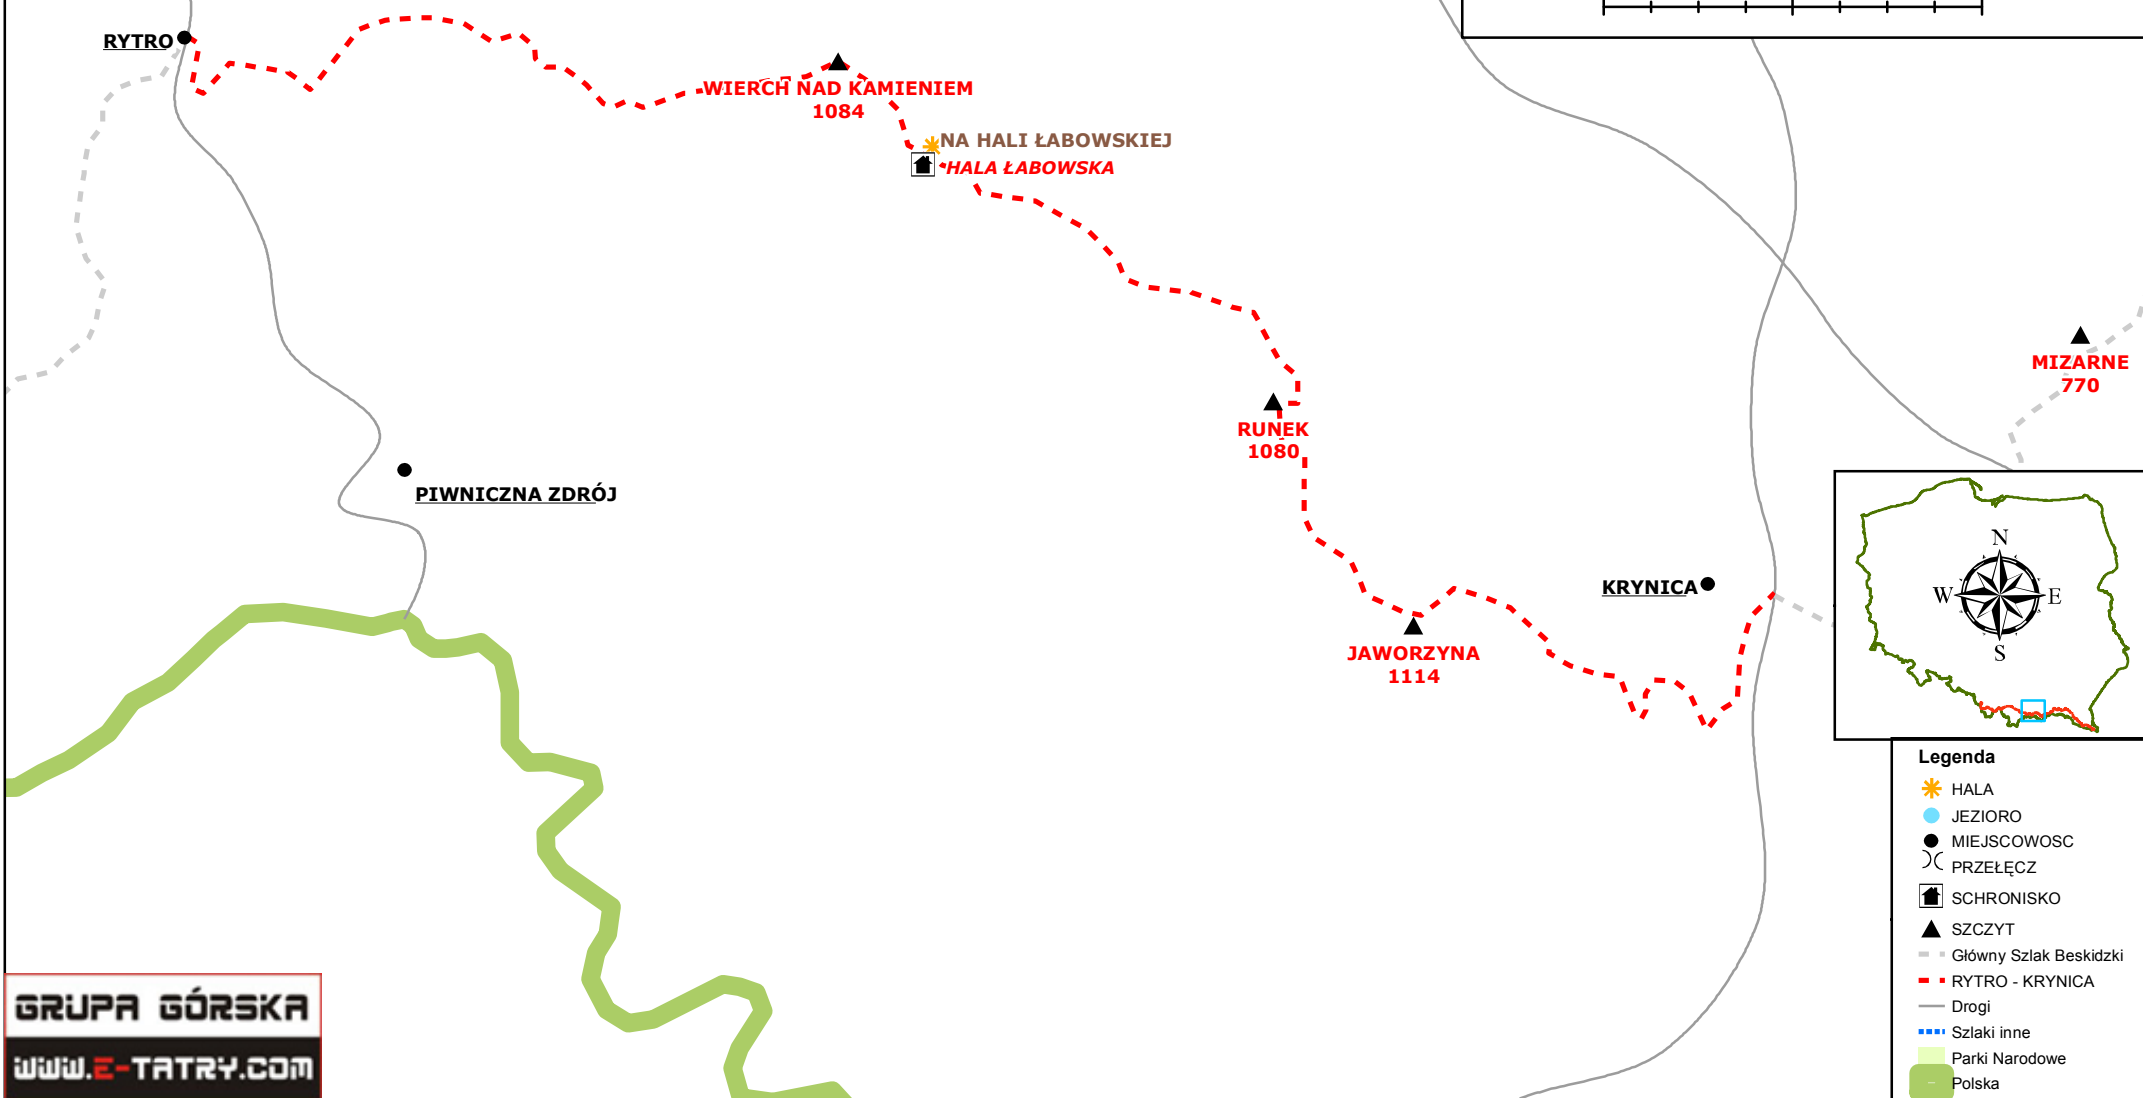 RYTRO
WIERCH NAD KAMIENIEM
1084
NA HALI ŁABOWSKIEJ
HALA ŁABOWSKA
MIZARNE
770
RUNEK
1080
PIWNICZNA ZDRÓJ
KRYNICA
JAWORZYNA
1114
N
W
E
S
Legenda
HALA
JEZIORO
MIEJSCOWOSC
PRZEŁĘCZ
SCHRONISKO
SZCZYT
Główny Szlak Beskidzki
RYTRO - KRYNICA
Drogi
Szlaki inne
Parki Narodowe
Polska
GRUPA GÓRSKA
WWW.E-TATRY.COM